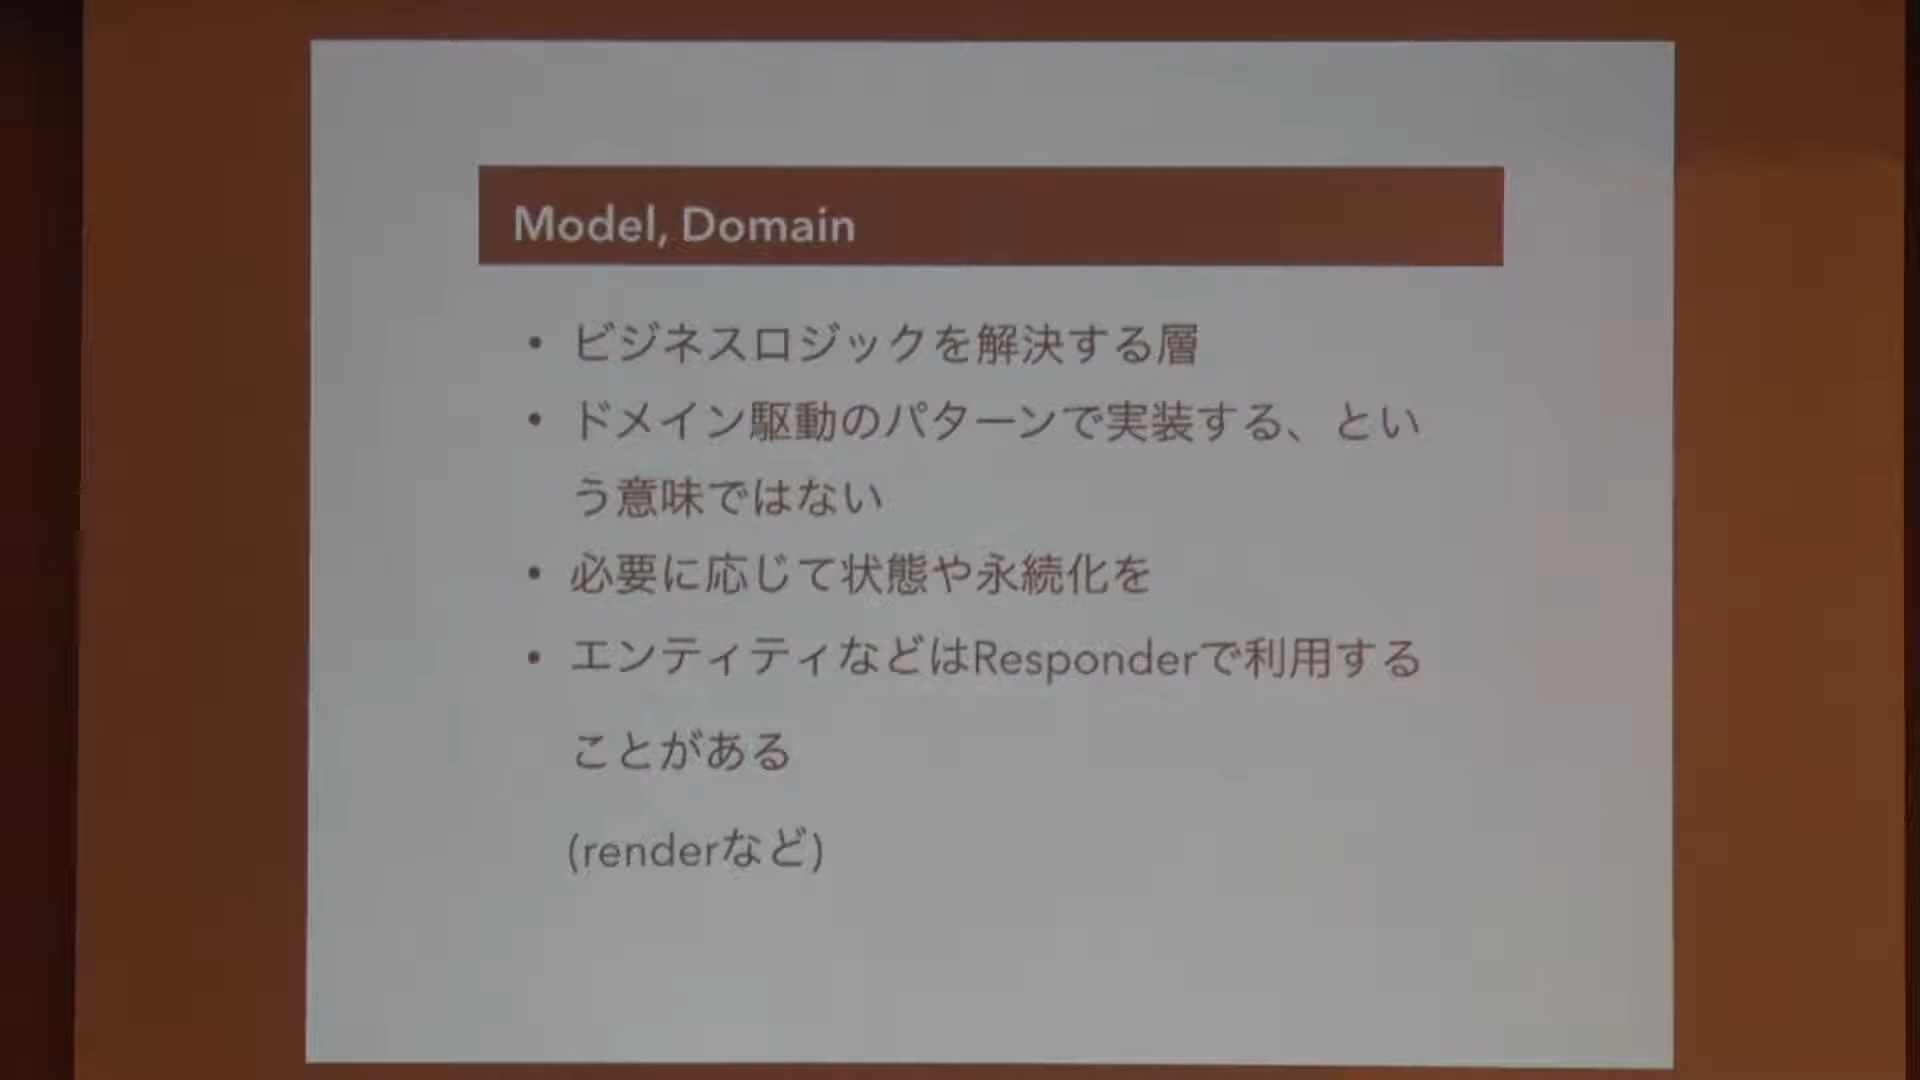 Model, Domain
• ビジネスロジックを解決する層
• ドメイン駆動のパターンで実装する、とい
う意味ではない
• 必要に応じて状態や永続化を
• エンティティなどはResponderで利用する
ことがある
(renderなど)